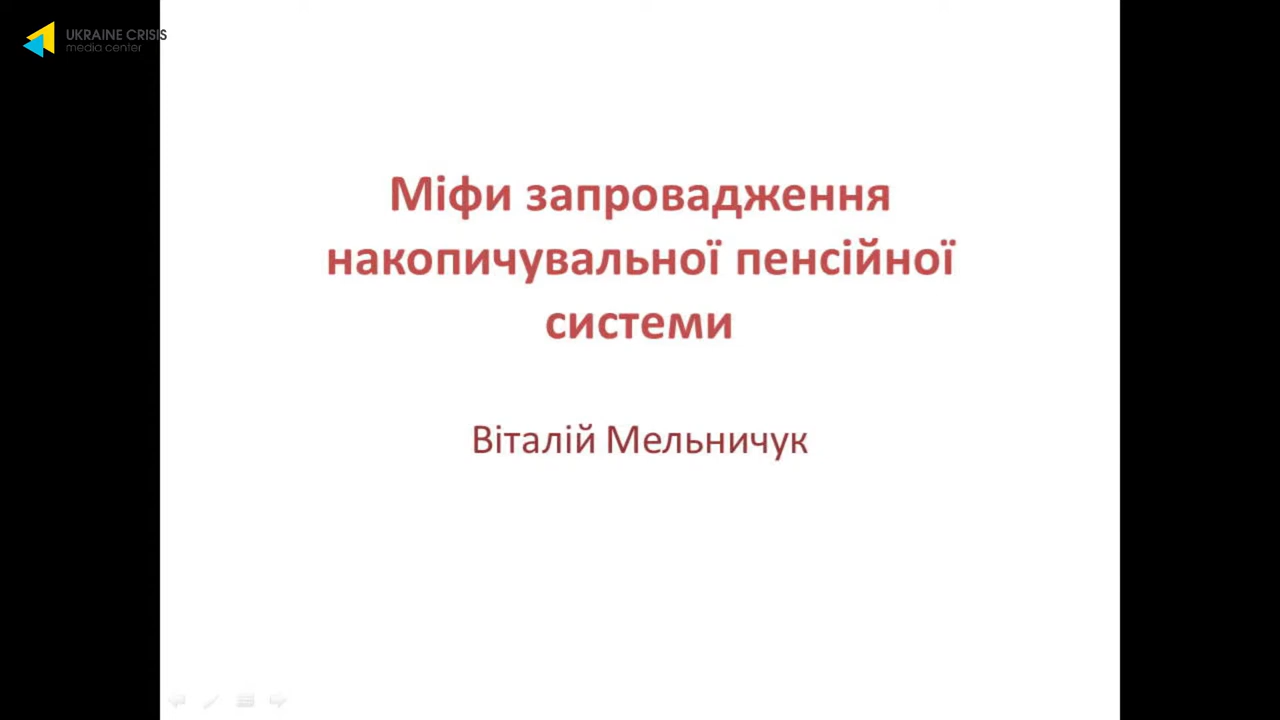 UKRAINE CRISIS
media center
Міфи запровадження
накопичувальної пенсійної
системи
Віталій Мельничук